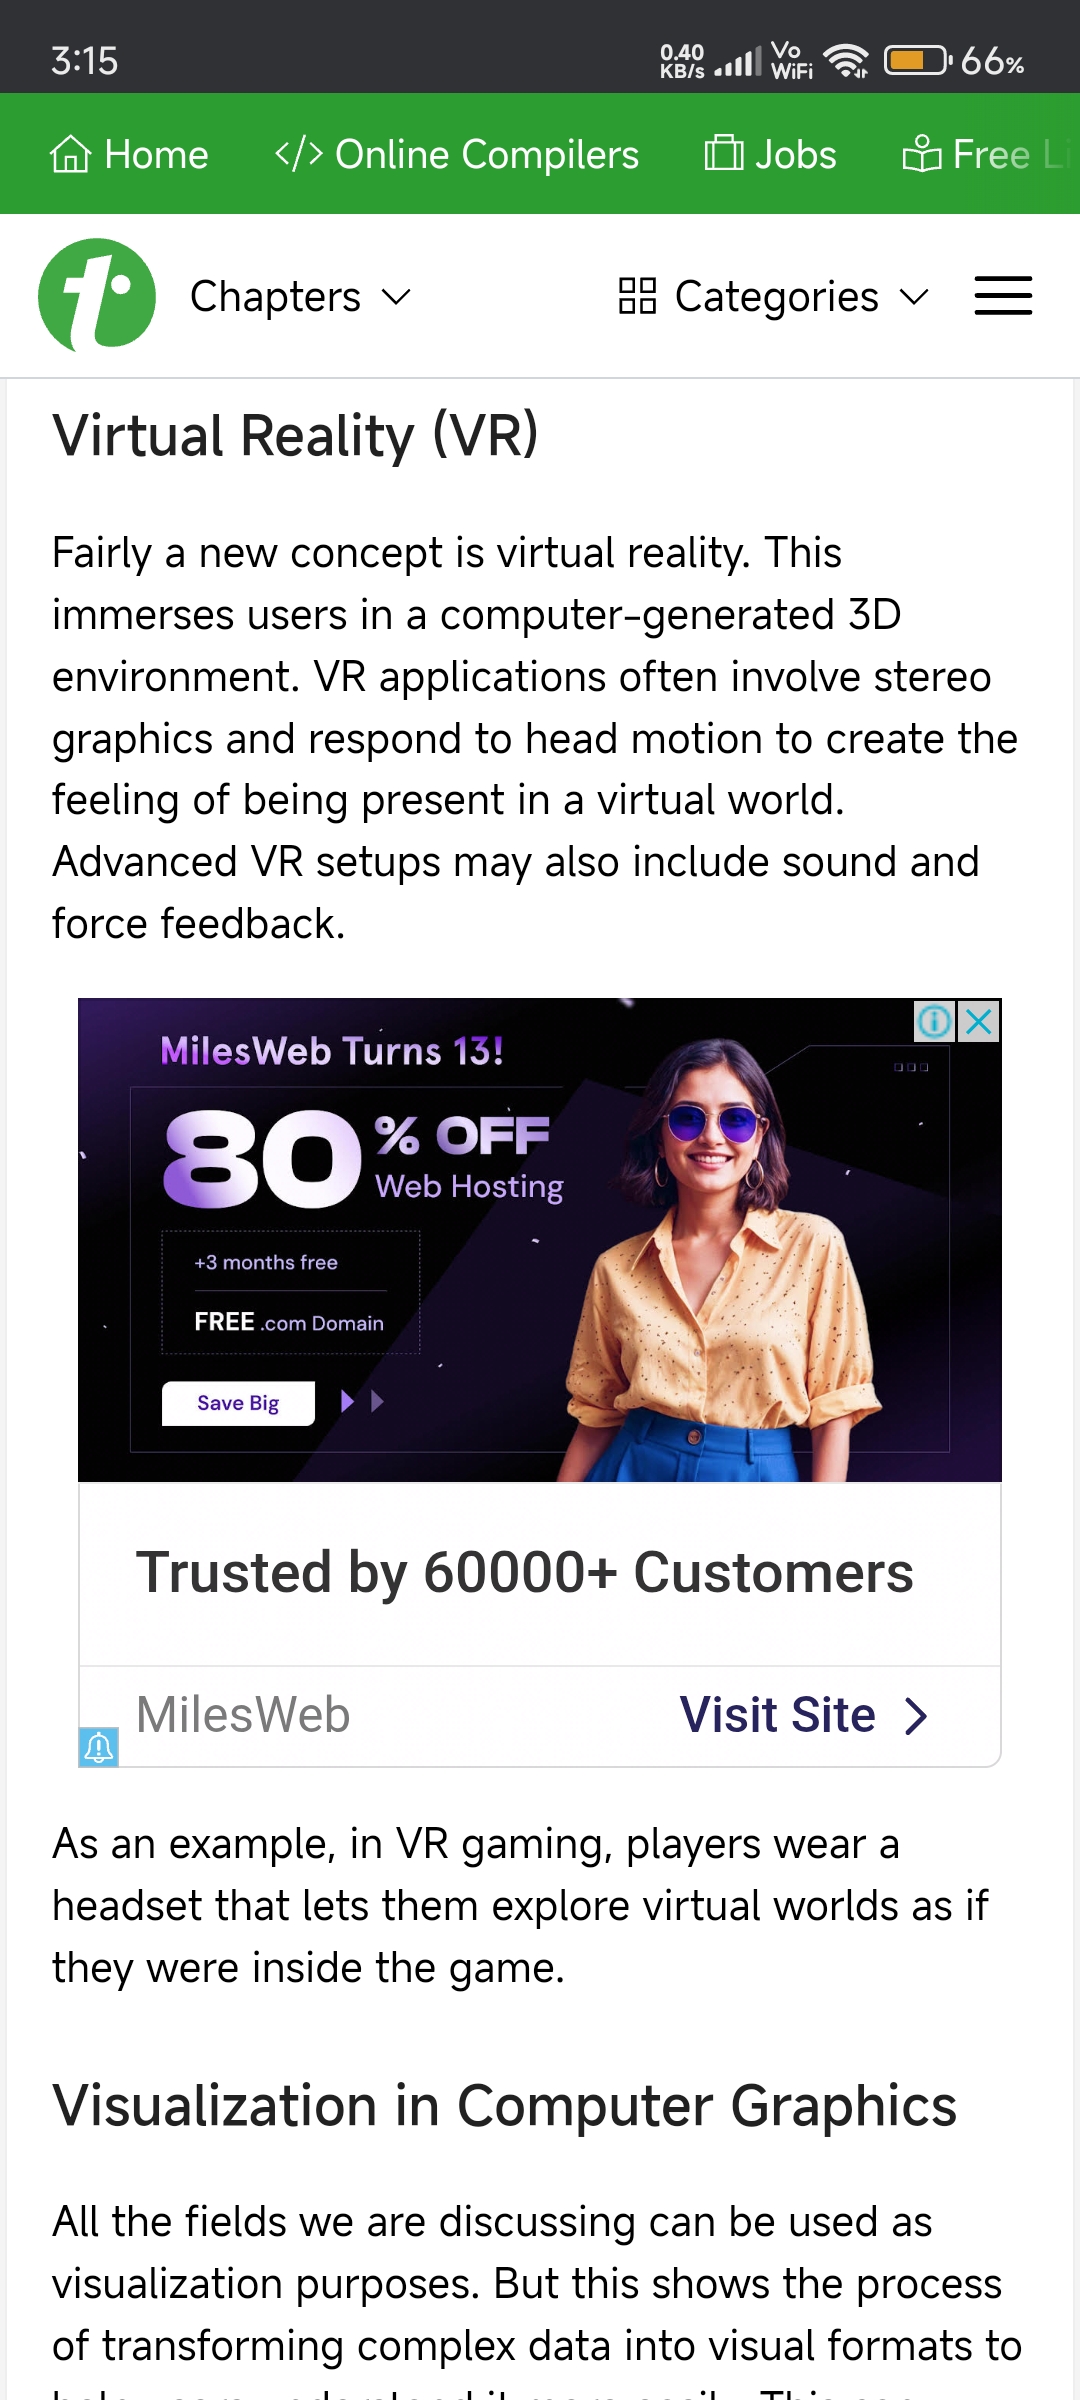 3:15
0.40 KB/s Vo WiFi 66%
Home </> Online Compilers Jobs Free Li
Chapters Categories
Virtual Reality (VR)
Fairly a new concept is virtual reality. This
immerses users in a computer-generated 3D
environment. VR applications often involve stereo
graphics and respond to head motion to create the
feeling of being present in a virtual world.
Advanced VR setups may also include sound and
force feedback.
MilesWeb Turns 13!
80% OFF
Web Hosting
+3 months free
FREE .com Domain
Save Big
Trusted by 60000+ Customers
MilesWeb Visit Site
As an example, in VR gaming, players wear a
headset that lets them explore virtual worlds as if
they were inside the game.
Visualization in Computer Graphics
All the fields we are discussing can be used as
visualization purposes. But this shows the process
of transforming complex data into visual formats to